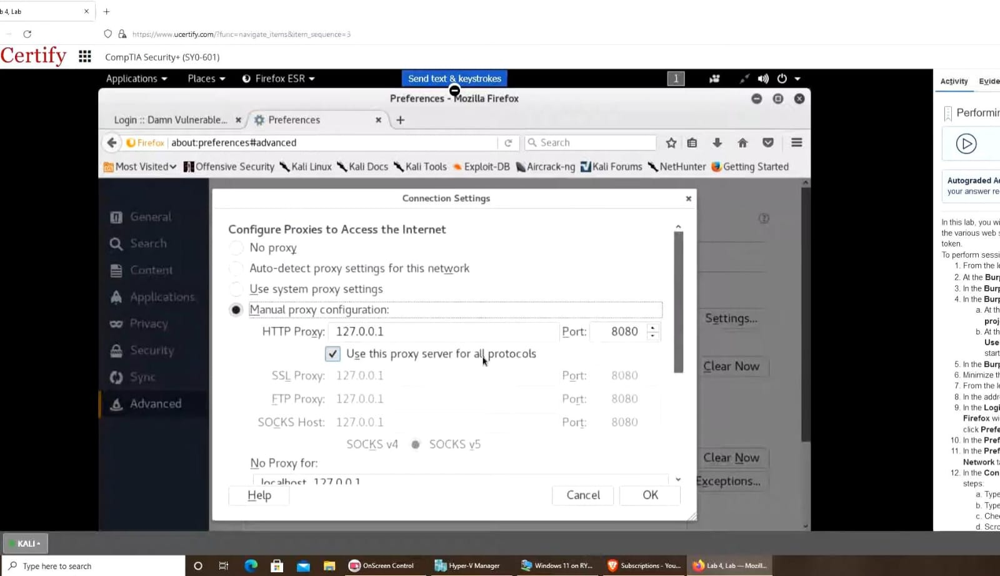 b 4, Lab
https://www.ucertify.com/?func=navigate_items&item_sequence=3
Certify
CompTIA Security+ (SY0-601)
Applications Places Firefox ESR Send text & keystrokes 1
Preferences - Mozilla Firefox
Login :: Damn Vulnerable... Preferences
Firefox about:preferences#advanced Search
Most Visited Offensive Security Kali Linux Kali Docs Kali Tools Exploit-DB Aircrack-ng Kali Forums NetHunter Getting Started
General
Search
Content
Applications
Privacy
Security
Sync
Advanced
Connection Settings
Configure Proxies to Access the Internet
No proxy
Auto-detect proxy settings for this network
Use system proxy settings
Manual proxy configuration:
HTTP Proxy: 127.0.0.1 Port: 8080
Use this proxy server for all protocols
SSL Proxy: 127.0.0.1 Port: 8080
FTP Proxy: 127.0.0.1 Port: 8080
SOCKS Host: 127.0.0.1 Port: 8080
SOCKS v4 SOCKS v5
No Proxy for:
localhost, 127.0.0.1
Help Cancel OK
Settings...
Clear Now
Clear Now
Exceptions...
Activity Evide
Performin
Autograded A
your answer re
In this lab, you wi
the various web s
token.
To perform sessi
1. From the le
2. At the Burp
3. In the Burp
4. In the Burp
a. At th
proj
b. At th
Use
start
5. In the Burp
6. Minimize th
7. From the le
8. In the addr
9. In the Logi
Firefox wi
click Prefe
10. In the Pref
11. In the Pref
Network t
12. In the Con
steps:
a. Type
b. Type
c. Che
d. Scro
KALI
Type here to search
OnScreen Control Hyper-V Manager Windows 11 on RY... Subscriptions - You... Lab 4, Lab — Mozill...